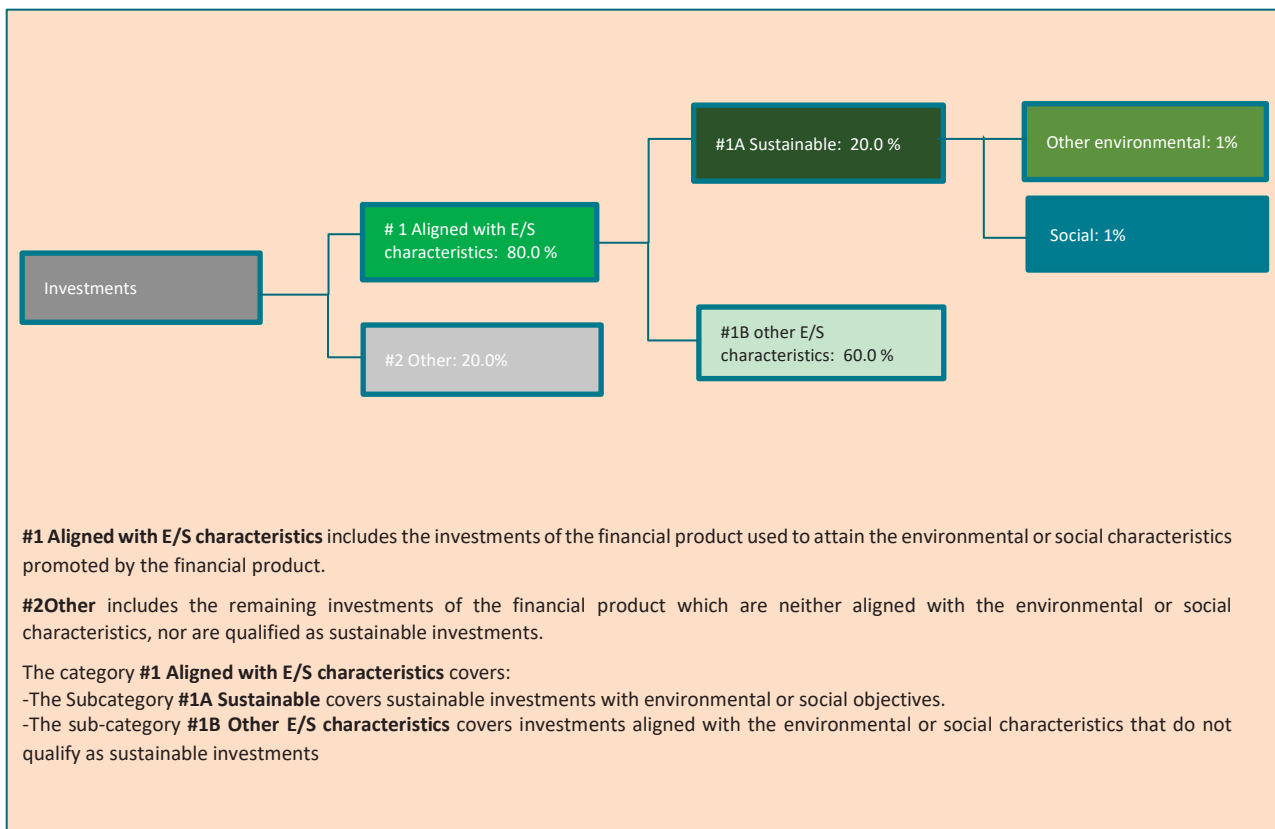 #1A Sustainable: 20.0 %
Other environmental: 1%
# 1 Aligned with E/S
characteristics: 80.0 %
Social: 1%
Investments
#1B other E/S
characteristics: 60.0 %
#2 Other: 20.0%
#1 Aligned with E/S characteristics includes the investments of the financial product used to attain the environmental or social characteristics
promoted by the financial product.
#2Other includes the remaining investments of the financial product which are neither aligned with the environmental or social
characteristics, nor are qualified as sustainable investments.
The category #1 Aligned with E/S characteristics covers:
-The Subcategory #1A Sustainable covers sustainable investments with environmental or social objectives.
-The sub-category #1B Other E/S characteristics covers investments aligned with the environmental or social characteristics that do not
qualify as sustainable investments